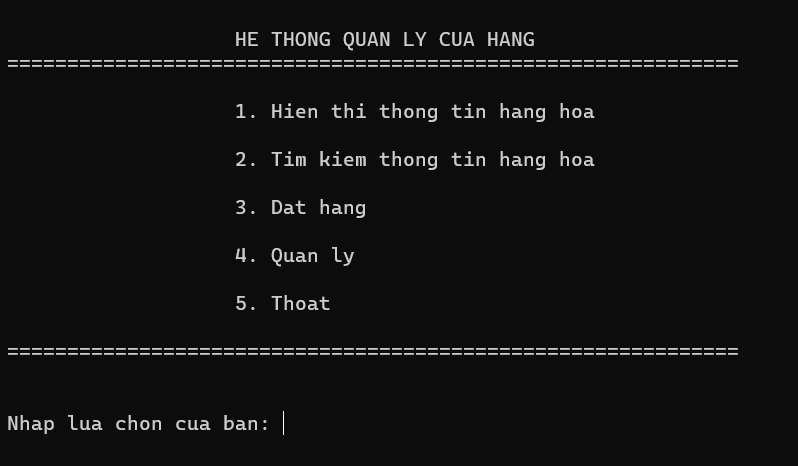 HE THONG QUAN LY CUA HANG
=============================================================
1. Hien thi thong tin hang hoa
2. Tim kiem thong tin hang hoa
3. Dat hang
4. Quan ly
5. Thoat
=============================================================
Nhap lua chon cua ban: